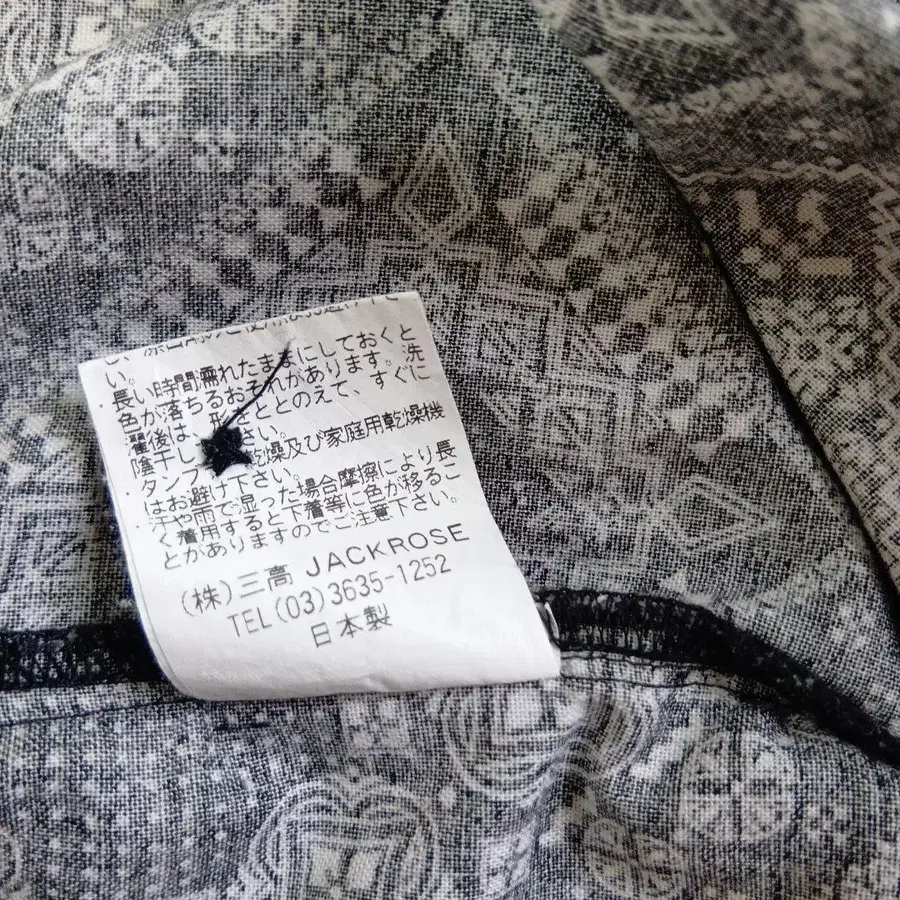 い。
・長い時間濡れたままにしておくと
色が落ちるおそれがあります。洗
濯後は、形をととのえて、すぐに
陰干し さい。
・タンブ 乾燥及び家庭用乾燥機
はお避け下さい。
・汗や雨で湿った場合摩擦により長
く着用すると下着等に色が移るこ
とがありますのでご注意下さい。
(株)三高 JACKROSE
TEL(03)3635-1252
日本製